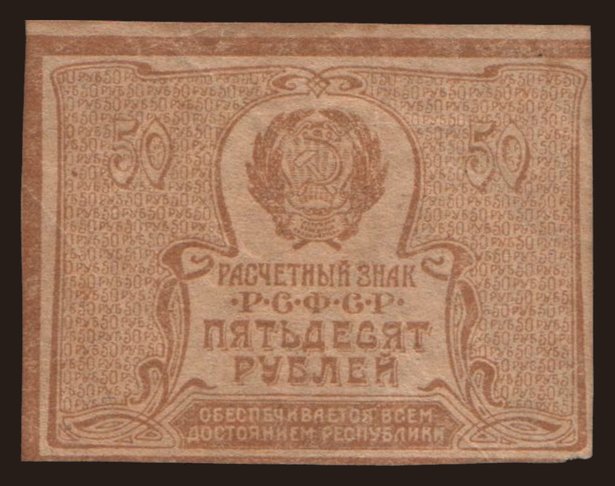 50 50
РАСЧЕТНЫЙ ЗНАК
Р·С·Ф·С·Р
ПЯТЬДЕСЯТ
РУБЛЕЙ
ОБЕСПЕЧИВАЕТСЯ ВСЕМ
ДОСТОЯНИЕМ РЕСПУБЛИКИ